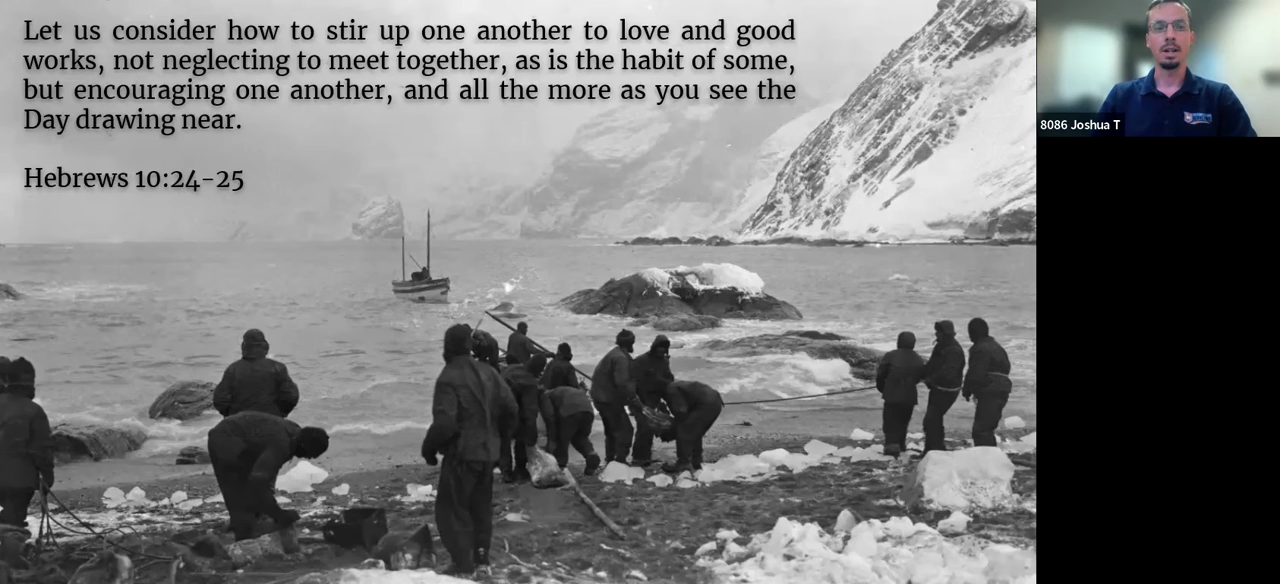 Let us consider how to stir up one another to love and good
works, not neglecting to meet together, as is the habit of some,
but encouraging one another, and all the more as you see the
Day drawing near.
Hebrews 10:24-25
8086 Joshua T